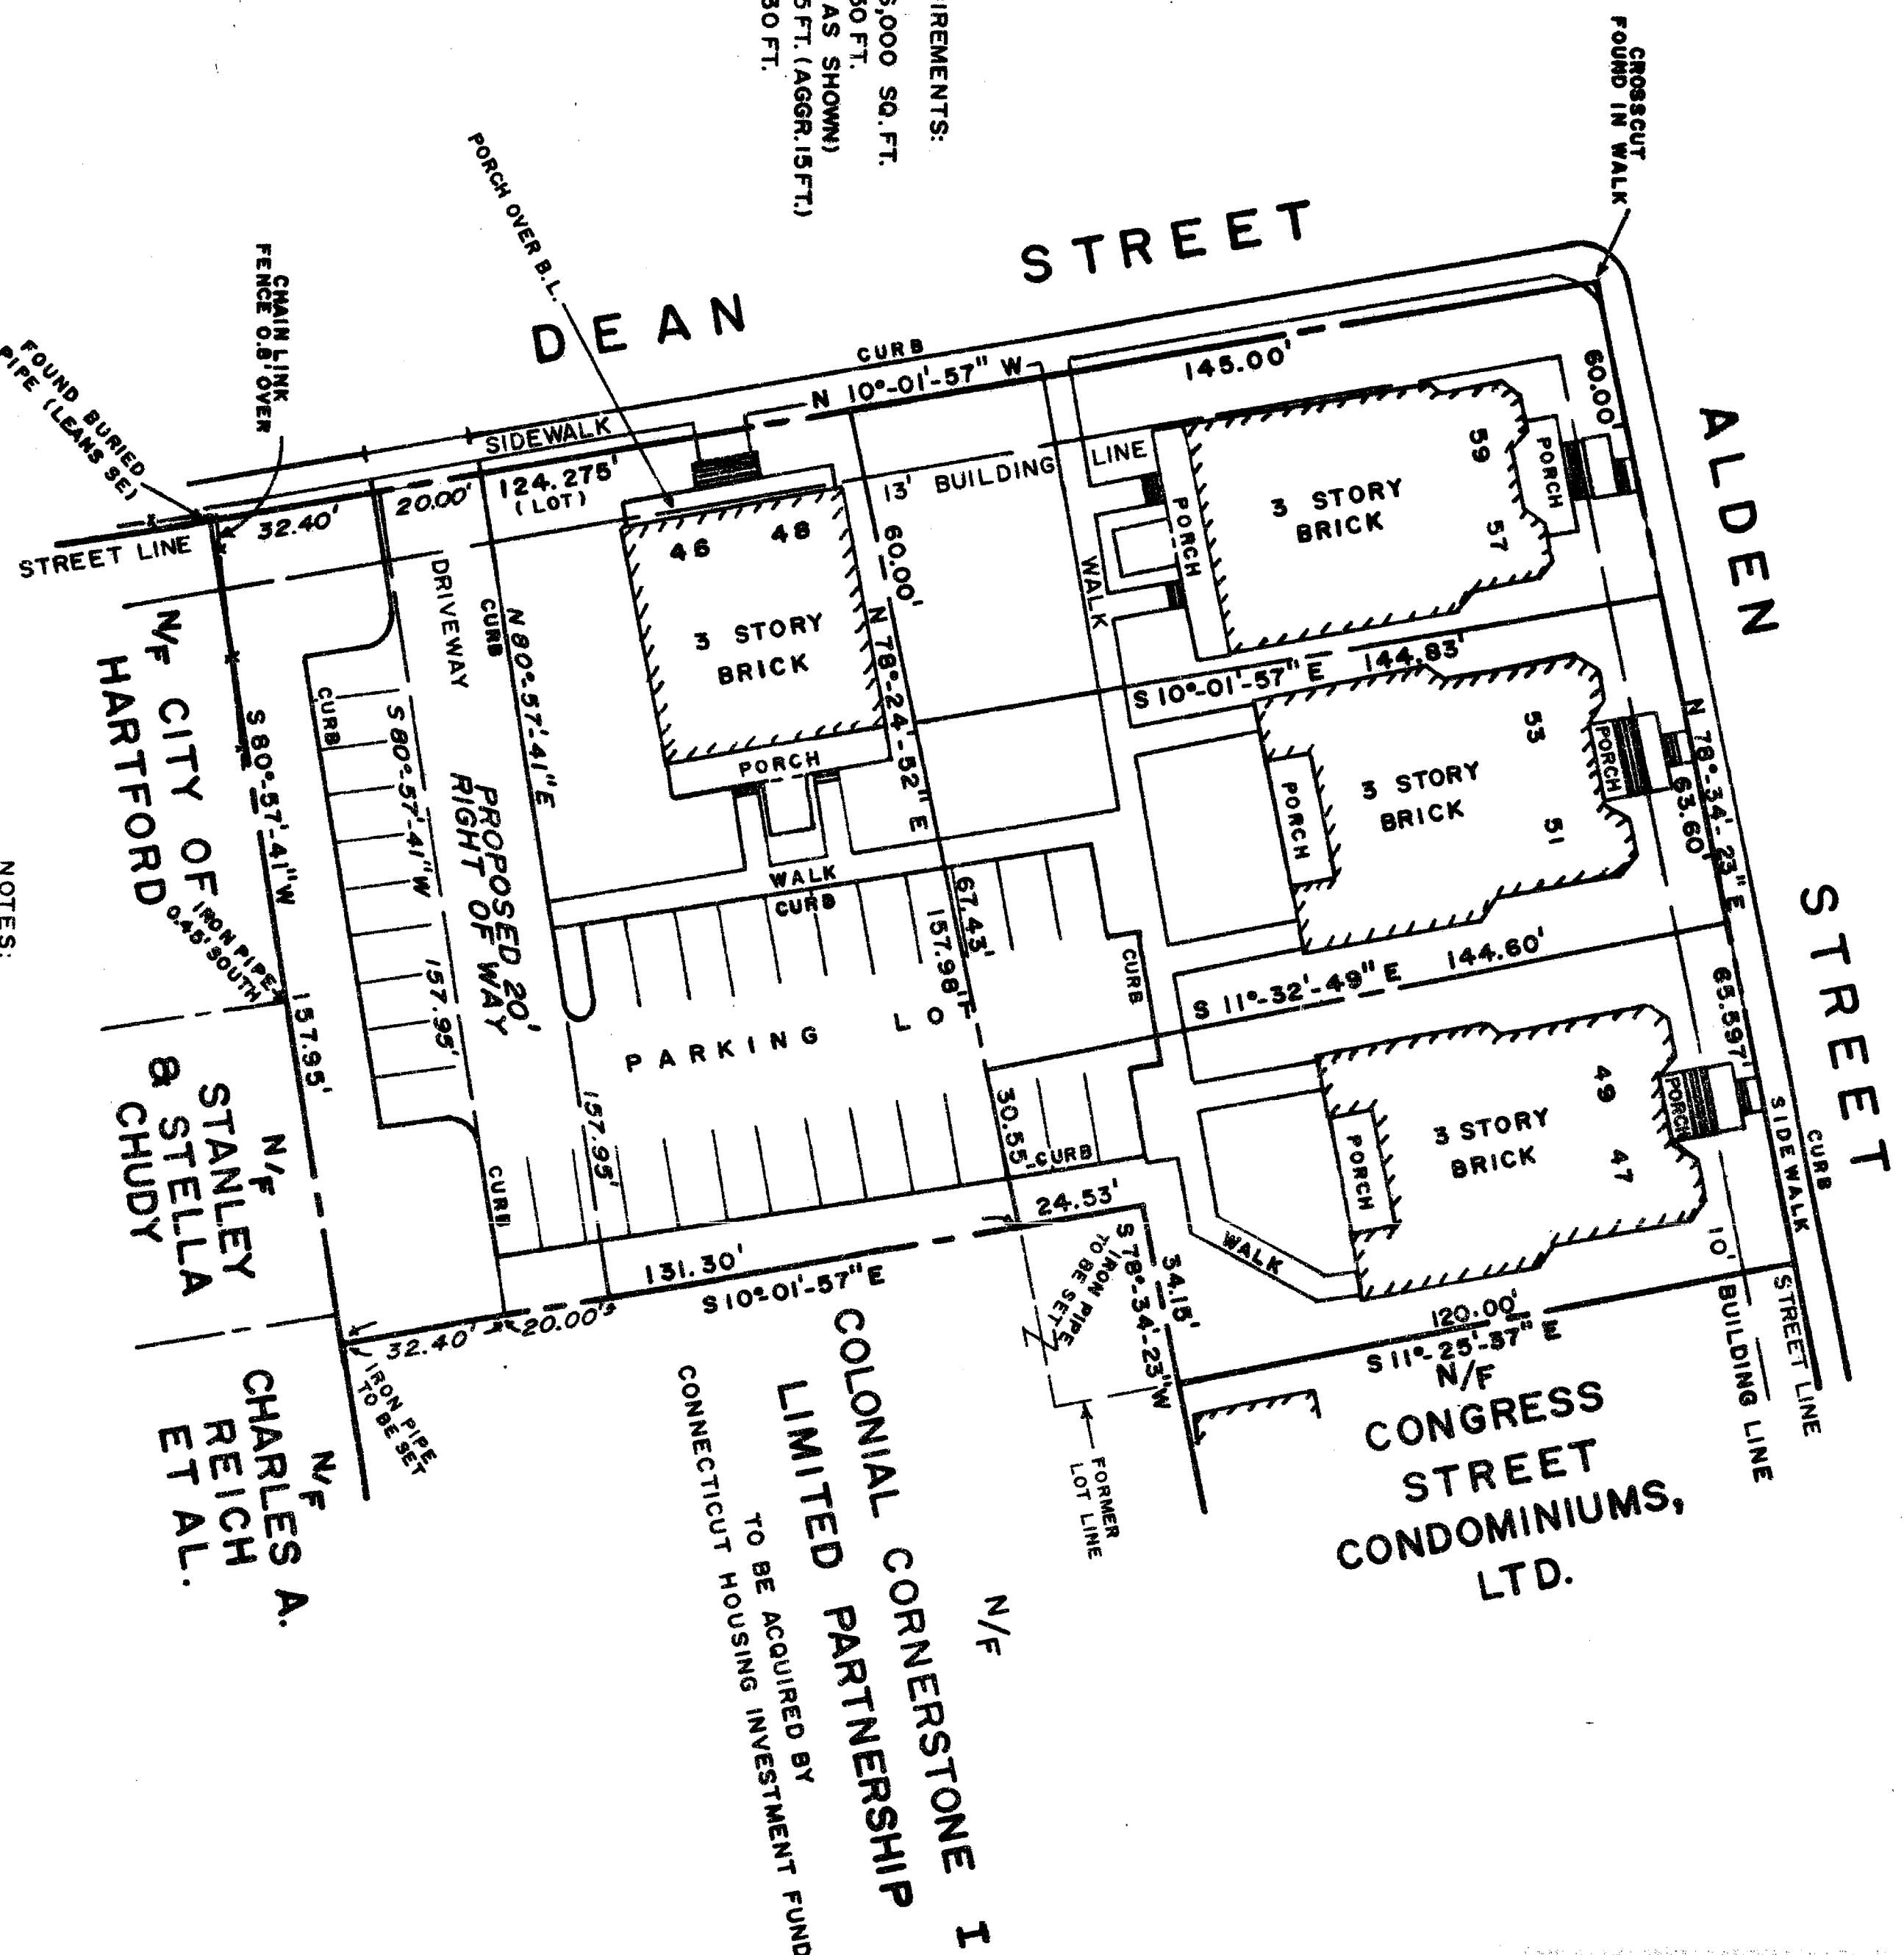 IREMENTS:
,000 SQ. FT.
50 FT.
AS SHOWN)
5 FT. (AGGR. 15 FT.)
30 FT.
CROSSCUT
FOUND IN WALK
PORCH OVER B.L.
CHAIN LINK
FENCE 0.8' OVER
FOUND BURIED
PIPE (LEANS SE)
DEAN STREET
CURB
N 10°-01'-57" W
145.00'
60.00'
SIDEWALK
124.275'
(LOT)
20.00'
32.40'
STREET LINE
13' BUILDING LINE
ALDEN STREET
59
57
PORCH
3 STORY
BRICK
PORCH
WALK
46 48
3 STORY
BRICK
PORCH
60.00'
N 78°-24'-52" E
S 10°-01'-57" E 144.83'
DRIVEWAY
CURB
N 80°-57'-41" E
CURB
S 80°-57'-41" W 157.95'
PROPOSED 20'
RIGHT OF WAY
N/F CITY OF
HARTFORD
S 80°-57'-41" W 157.95'
IRON PIPE
0.45' SOUTH
53
51
3 STORY
BRICK
PORCH
PORCH
N 78°-34'-23" E
63.60'
WALK
CURB
67.43'
157.98'
CURB
S 11°-32'-49" E 144.60'
65.597'
PARKING LOT
49
47
3 STORY
BRICK
PORCH
PORCH
SIDE WALK
CURB
30.55
CURB
157.95'
CURB
24.53'
WALK
10' BUILDING LINE
STREET LINE
131.30'
S 10°-01'-57" E
20.00'
32.40'
IRON PIPE
TO BE SET
S 78°-34'-23" W
34.15'
120.00'
S 11°-25'-37" E
N/F
CONGRESS
STREET
CONDOMINIUMS,
LTD.
FORMER
LOT LINE
IRON PIPE
TO BE SET
N/F
STANLEY
& STELLA
CHUDY
N/F
CHARLES A.
REICH
ET AL.
N/F
COLONIAL CORNERSTONE I
LIMITED PARTNERSHIP
TO BE ACQUIRED BY
CONNECTICUT HOUSING INVESTMENT FUND
NOTES: